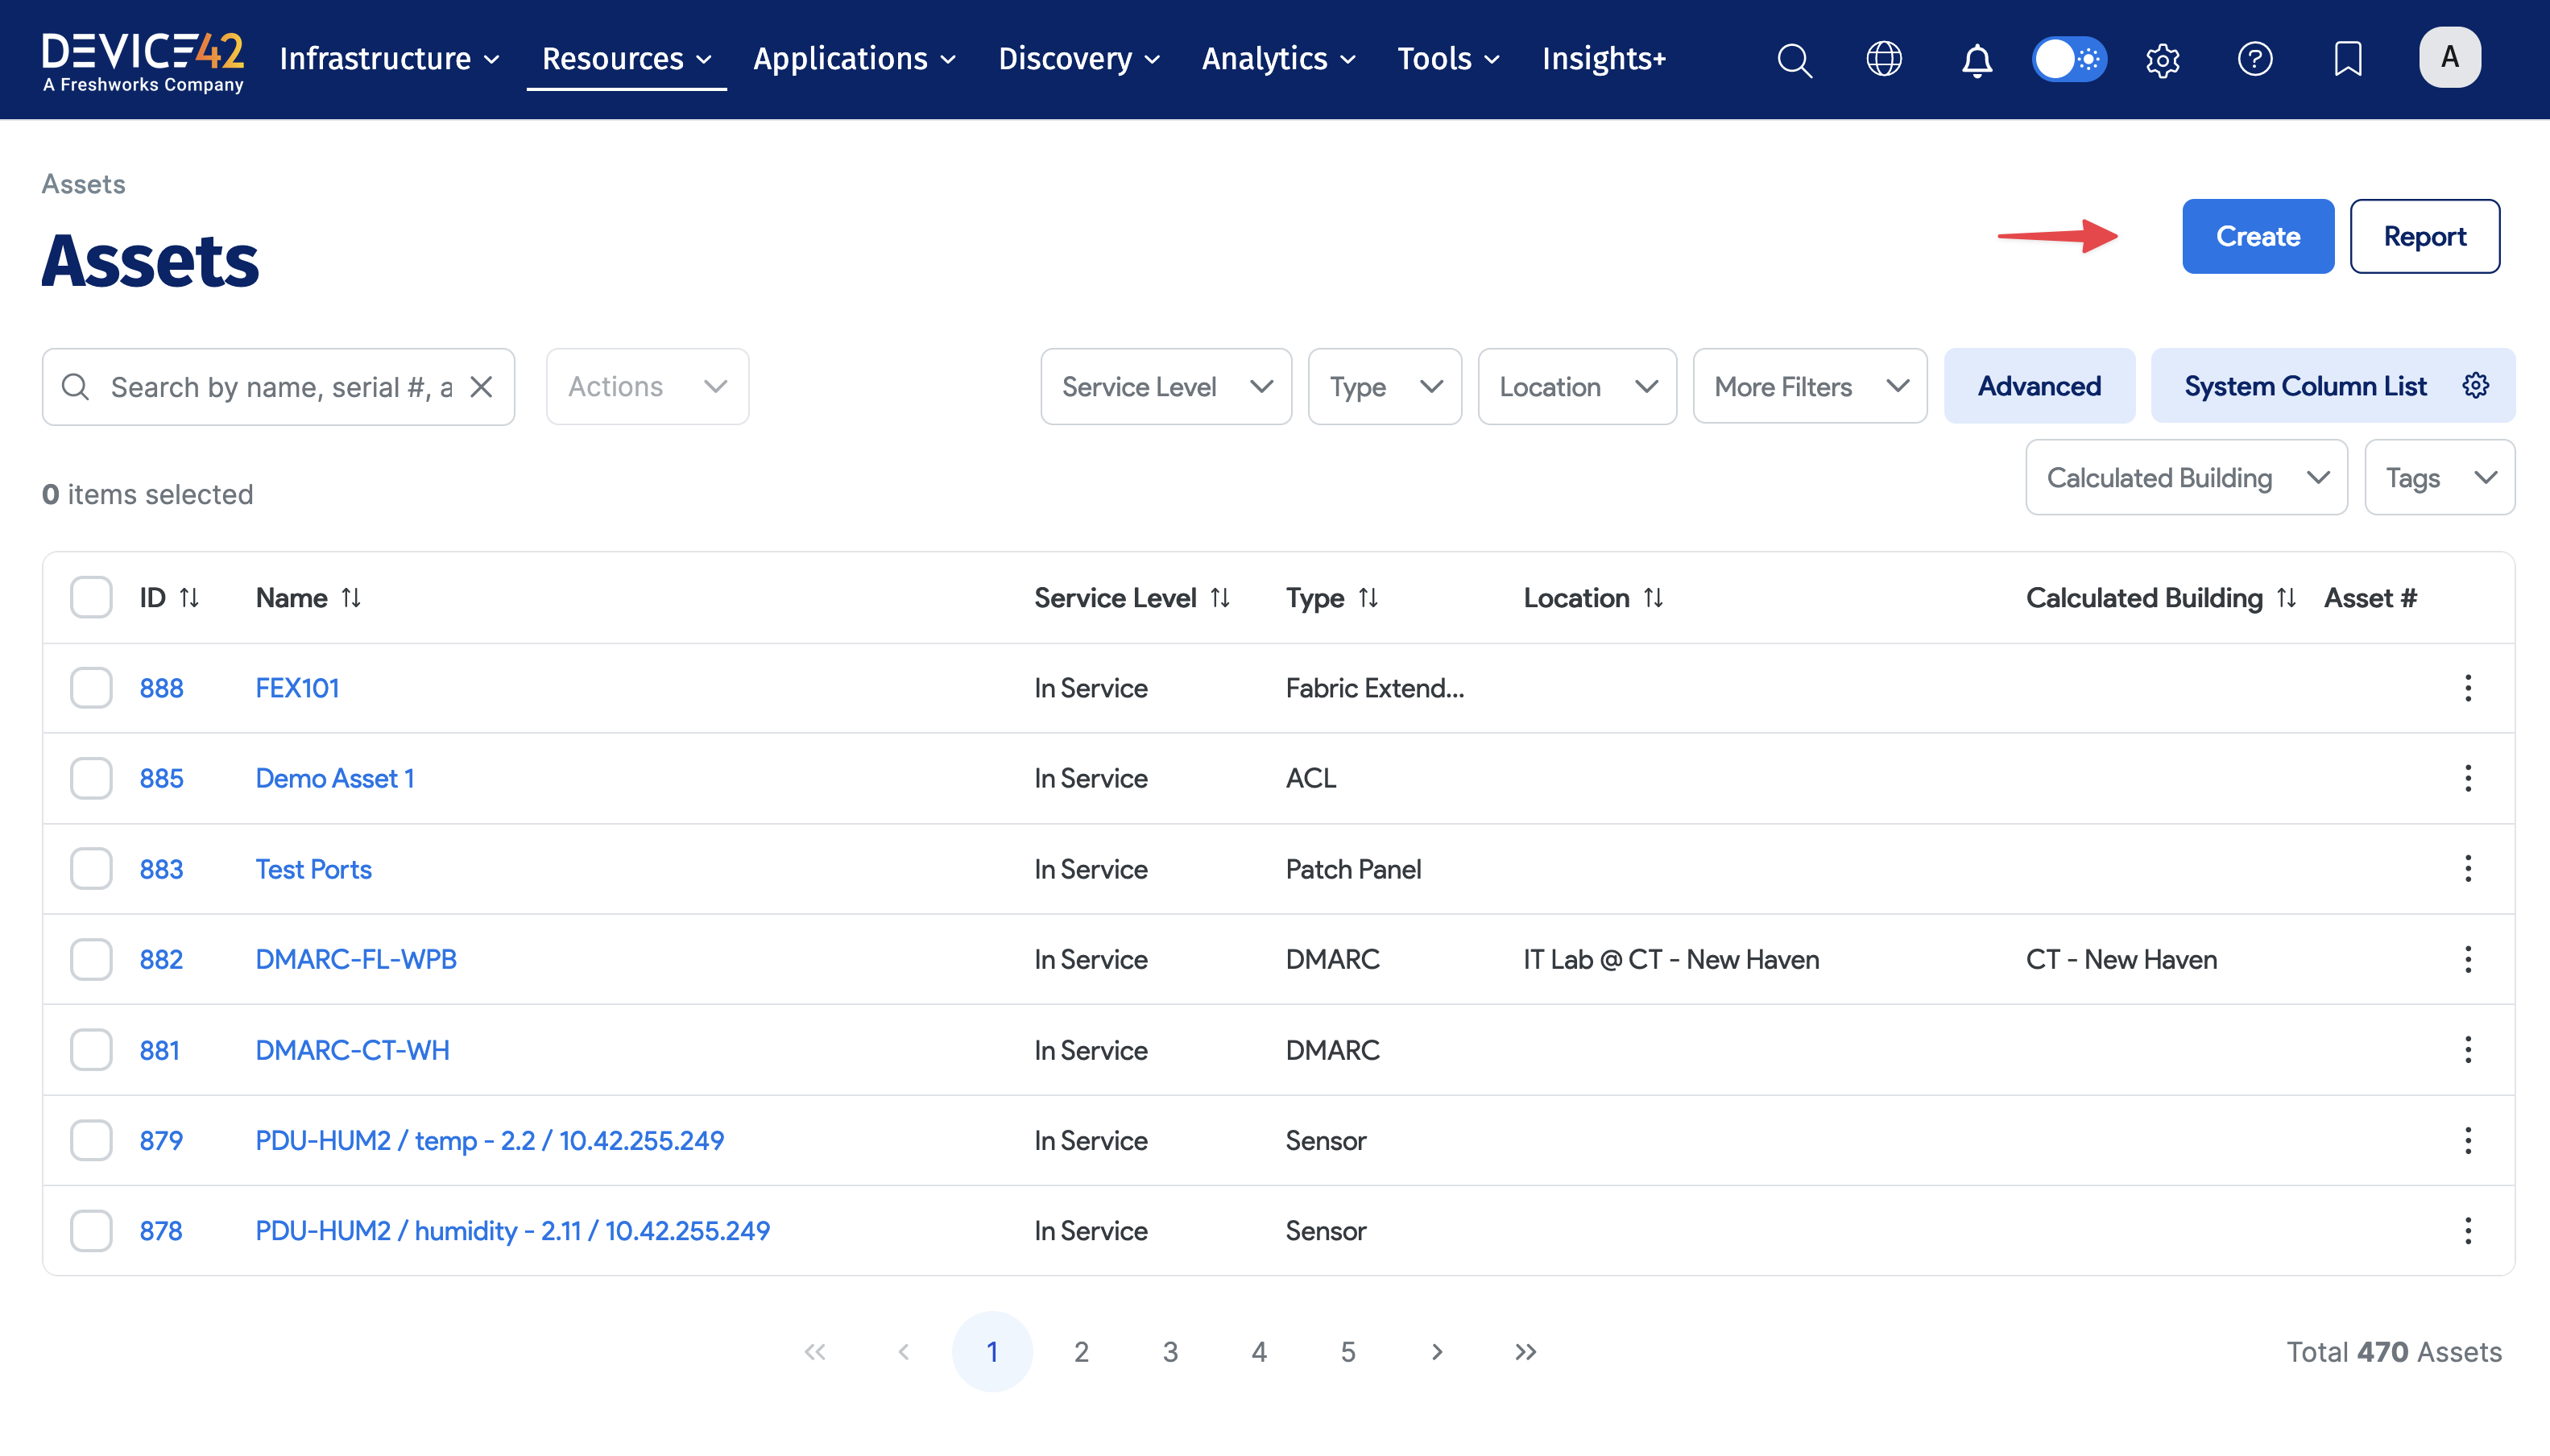 DEVICE42
A Freshworks Company
Infrastructure Resources Applications Discovery Analytics Tools Insights+ A
Assets
Assets
Create Report
Search by name, serial #, a Actions Service Level Type Location More Filters Advanced System Column List
Calculated Building Tags
0 items selected
ID Name Service Level Type Location Calculated Building Asset #
888 FEX101 In Service Fabric Extend...
885 Demo Asset 1 In Service ACL
883 Test Ports In Service Patch Panel
882 DMARC-FL-WPB In Service DMARC IT Lab @ CT - New Haven CT - New Haven
881 DMARC-CT-WH In Service DMARC
879 PDU-HUM2 / temp - 2.2 / 10.42.255.249 In Service Sensor
878 PDU-HUM2 / humidity - 2.11 / 10.42.255.249 In Service Sensor
1 2 3 4 5 Total 470 Assets